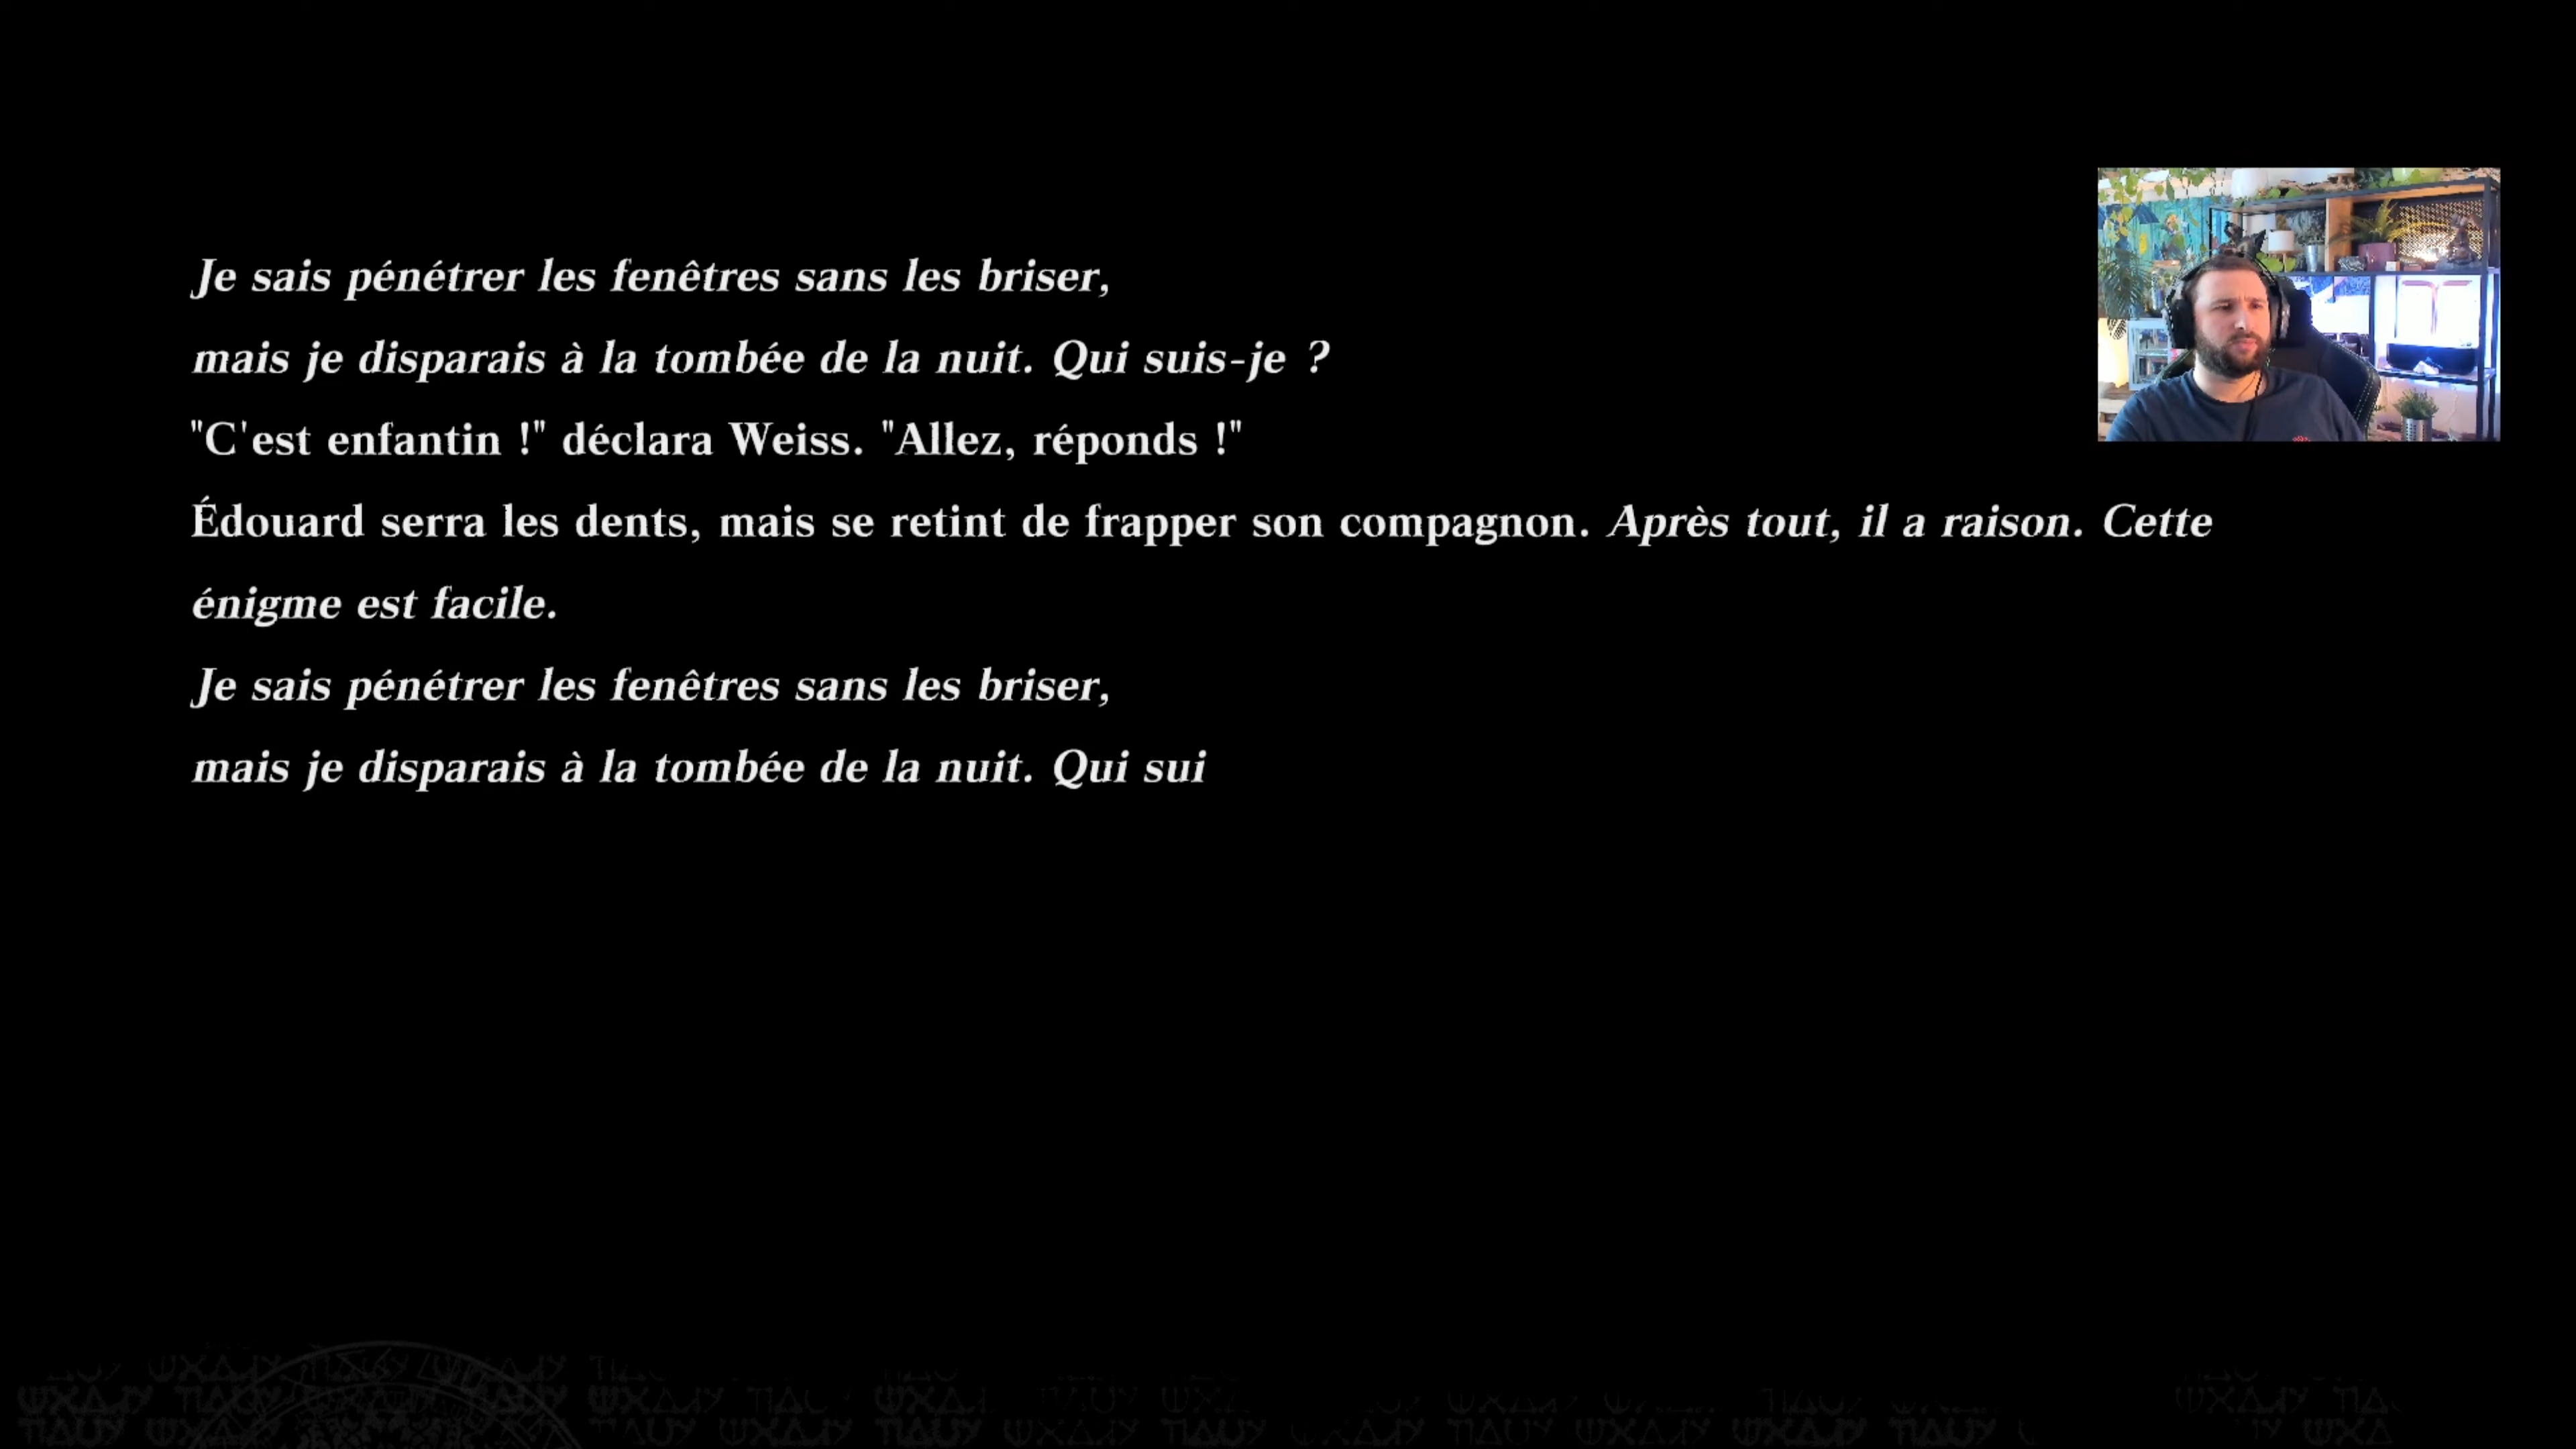 Je sais pénétrer les fenêtres sans les briser,
mais je disparais à la tombée de la nuit. Qui suis-je ?
"C'est enfantin !" déclara Weiss. "Allez, réponds !"
Édouard serra les dents, mais se retint de frapper son compagnon. Après tout, il a raison. Cette
énigme est facile.
Je sais pénétrer les fenêtres sans les briser,
mais je disparais à la tombée de la nuit. Qui sui